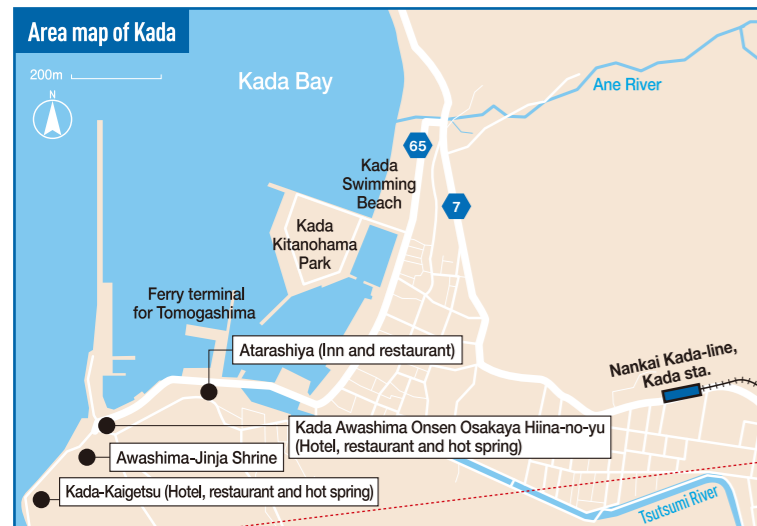 Area map of Kada
200m
N
Kada Bay
Ane River
65
Kada
Swimming
Beach
7
Kada
Kitanohama
Park
Ferry terminal
for Tomogashima
Atarashiya (Inn and restaurant)
Nankai Kada-line,
Kada sta.
Kada Awashima Onsen Osakaya Hiina-no-yu
(Hotel, restaurant and hot spring)
Awashima-Jinja Shrine
Kada-Kaigetsu (Hotel, restaurant and hot spring)
Tsutsumi River